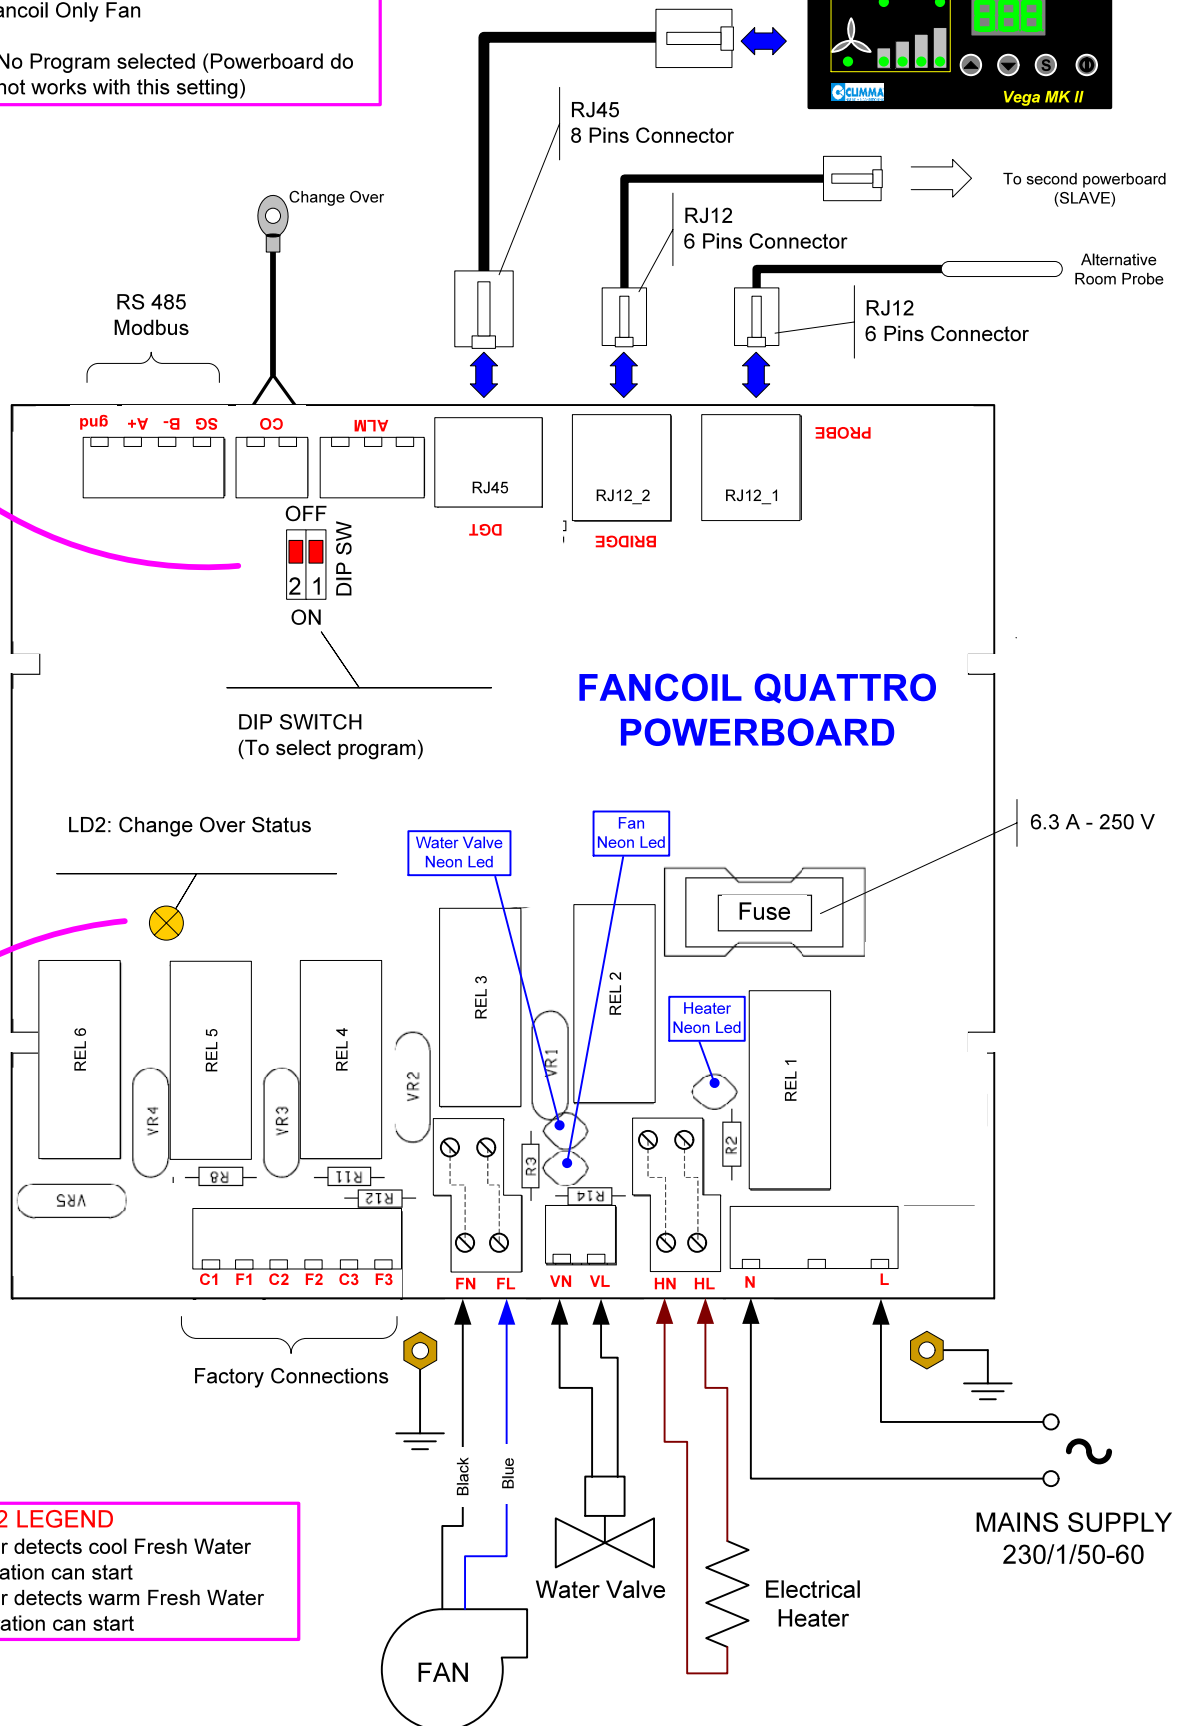 ancoil Only Fan
No Program selected (Powerboard do
not works with this setting)
CLIMMA
Vega MK II
S
RJ45
8 Pins Connector
To second powerboard
(SLAVE)
RJ12
6 Pins Connector
Alternative
Room Probe
RJ12
6 Pins Connector
Change Over
RS 485
Modbus
gnd A+ B- SG CO ALM
PROBE
RJ45
RJ12_2
RJ12_1
DGT
BRIDGE
OFF
2 1
DIP SW
ON
DIP SWITCH
(To select program)
FANCOIL QUATTRO
POWERBOARD
LD2: Change Over Status
Water Valve
Neon Led
Fan
Neon Led
6.3 A - 250 V
Fuse
Heater
Neon Led
REL 6
REL 5
REL 4
REL 3
REL 2
REL 1
VR4
VR3
VR2
VR1
R3
R2
R8
R11
R12
R14
VR5
C1 F1 C2 F2 C3 F3 FN FL VN VL HN HL N L
Factory Connections
Black
Blue
2 LEGEND
r detects cool Fresh Water
ation can start
r detects warm Fresh Water
ation can start
FAN
Water Valve
Electrical
Heater
MAINS SUPPLY
230/1/50-60